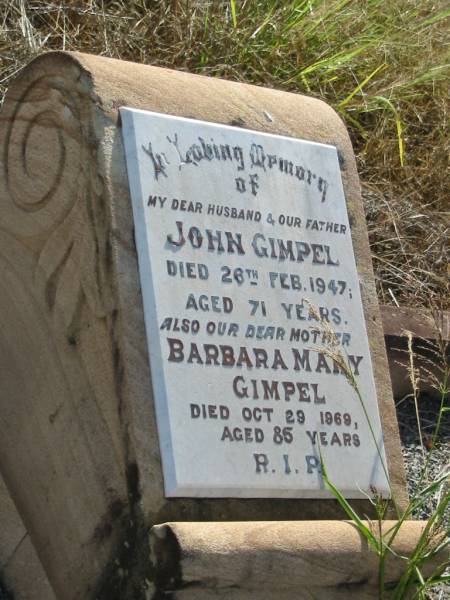 In Loving Memory
of
MY DEAR HUSBAND & OUR FATHER
JOHN GIMPEL
DIED 26TH FEB. 1947,
AGED 71 YEARS.
ALSO OUR DEAR MOTHER
BARBARA MARY
GIMPEL
DIED OCT 29 1969,
AGED 85 YEARS
R. I. P.